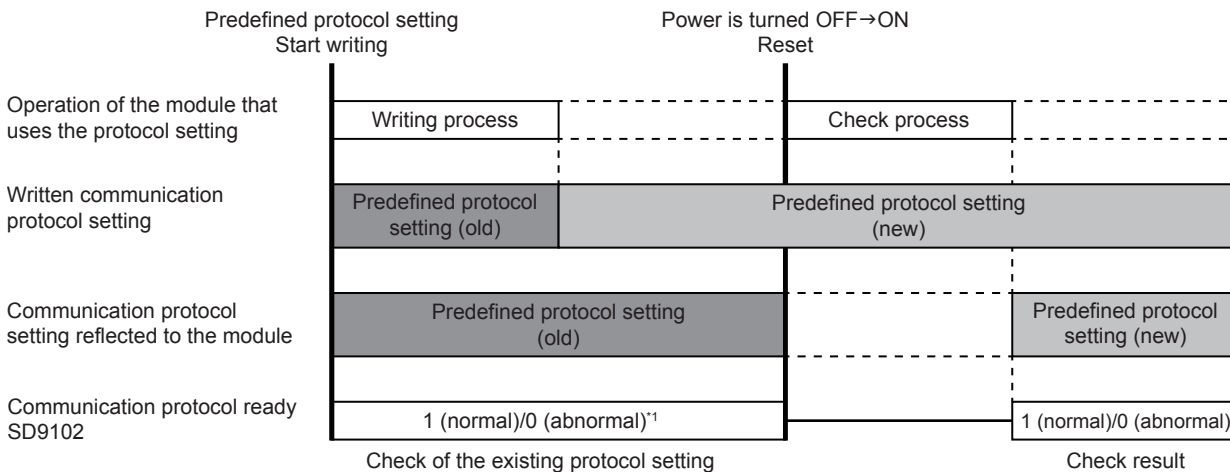 Predefined protocol setting
Start writing
Power is turned OFF→ON
Reset
Operation of the module that
uses the protocol setting
Writing process
Check process
Written communication
protocol setting
Predefined protocol
setting (old)
Predefined protocol setting
(new)
Communication protocol
setting reflected to the module
Predefined protocol setting
(old)
Predefined protocol
setting (new)
Communication protocol ready
SD9102
1 (normal)/0 (abnormal)*1
1 (normal)/0 (abnormal)
Check of the existing protocol setting
Check result